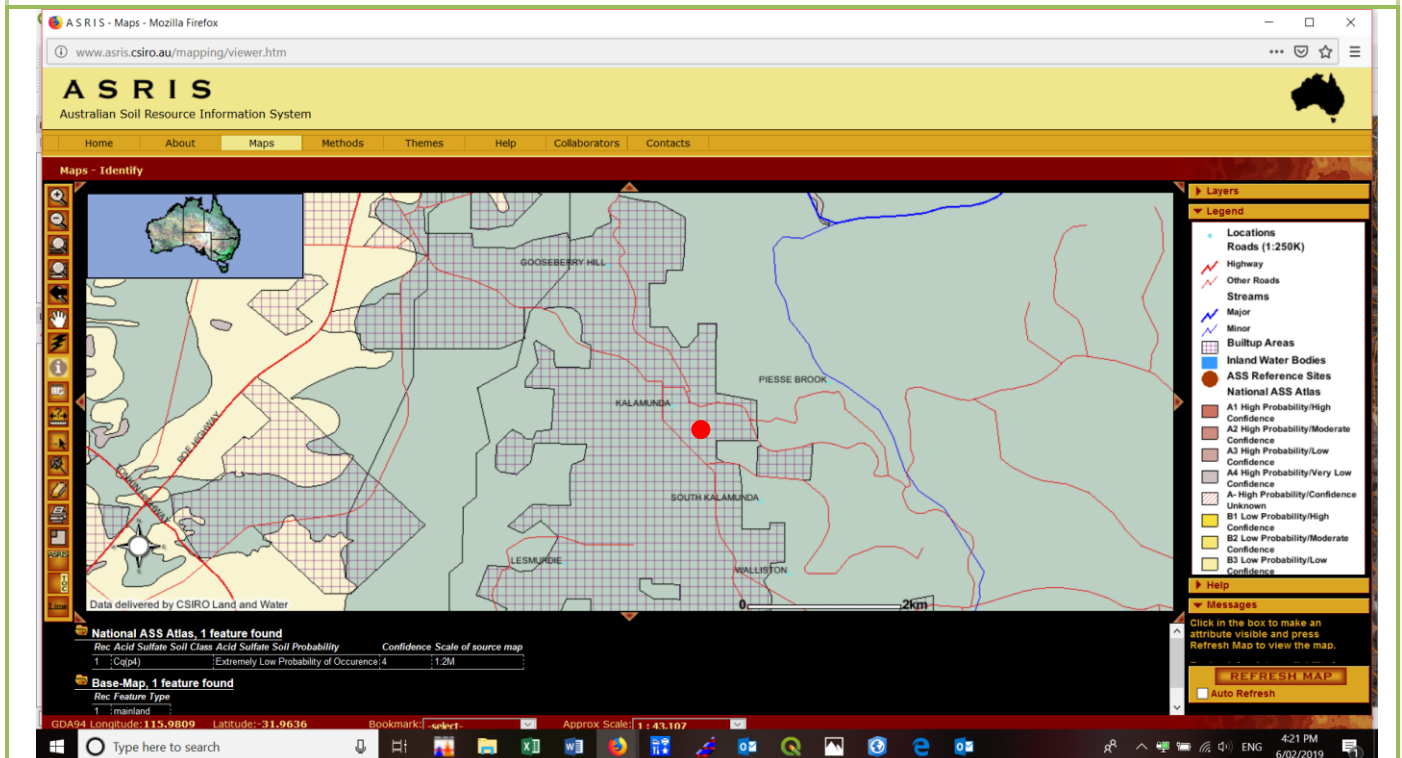 A S R I S - Maps - Mozilla Firefox
www.asris.csiro.au/mapping/viewer.htm
A S R I S
Australian Soil Resource Information System
Home About Maps Methods Themes Help Collaborators Contacts
Maps - Identify
GOOSEBERRY HILL
PIESSE BROOK
KALAMUNDA
ROE HIGHWAY
TONKIN HIGHWAY
SOUTH KALAMUNDA
LESMURDIE
WALLISTON
Data delivered by CSIRO Land and Water
0 2km
Layers
Legend
Locations
Roads (1:250K)
Highway
Other Roads
Streams
Major
Minor
Builtup Areas
Inland Water Bodies
ASS Reference Sites
National ASS Atlas
A1 High Probability/High
Confidence
A2 High Probability/Moderate
Confidence
A3 High Probability/Low
Confidence
A4 High Probability/Very Low
Confidence
A- High Probability/Confidence
Unknown
B1 Low Probability/High
Confidence
B2 Low Probability/Moderate
Confidence
B3 Low Probability/Low
Confidence
Help
Messages
Click in the box to make an
attribute visible and press
Refresh Map to view the map.
REFRESH MAP
Auto Refresh
ASRIS
Lime
National ASS Atlas, 1 feature found
Rec Acid Sulfate Soil Class Acid Sulfate Soil Probability Confidence Scale of source map
1 Cq(p4) Extremely Low Probability of Occurence 4 1:2M
Base-Map, 1 feature found
Rec Feature Type
1 mainland
GDA94 Longitude:115.9809 Latitude:-31.9636 Bookmark: -select- Approx Scale: 1 : 43,107
Type here to search
ENG
4:21 PM
6/02/2019